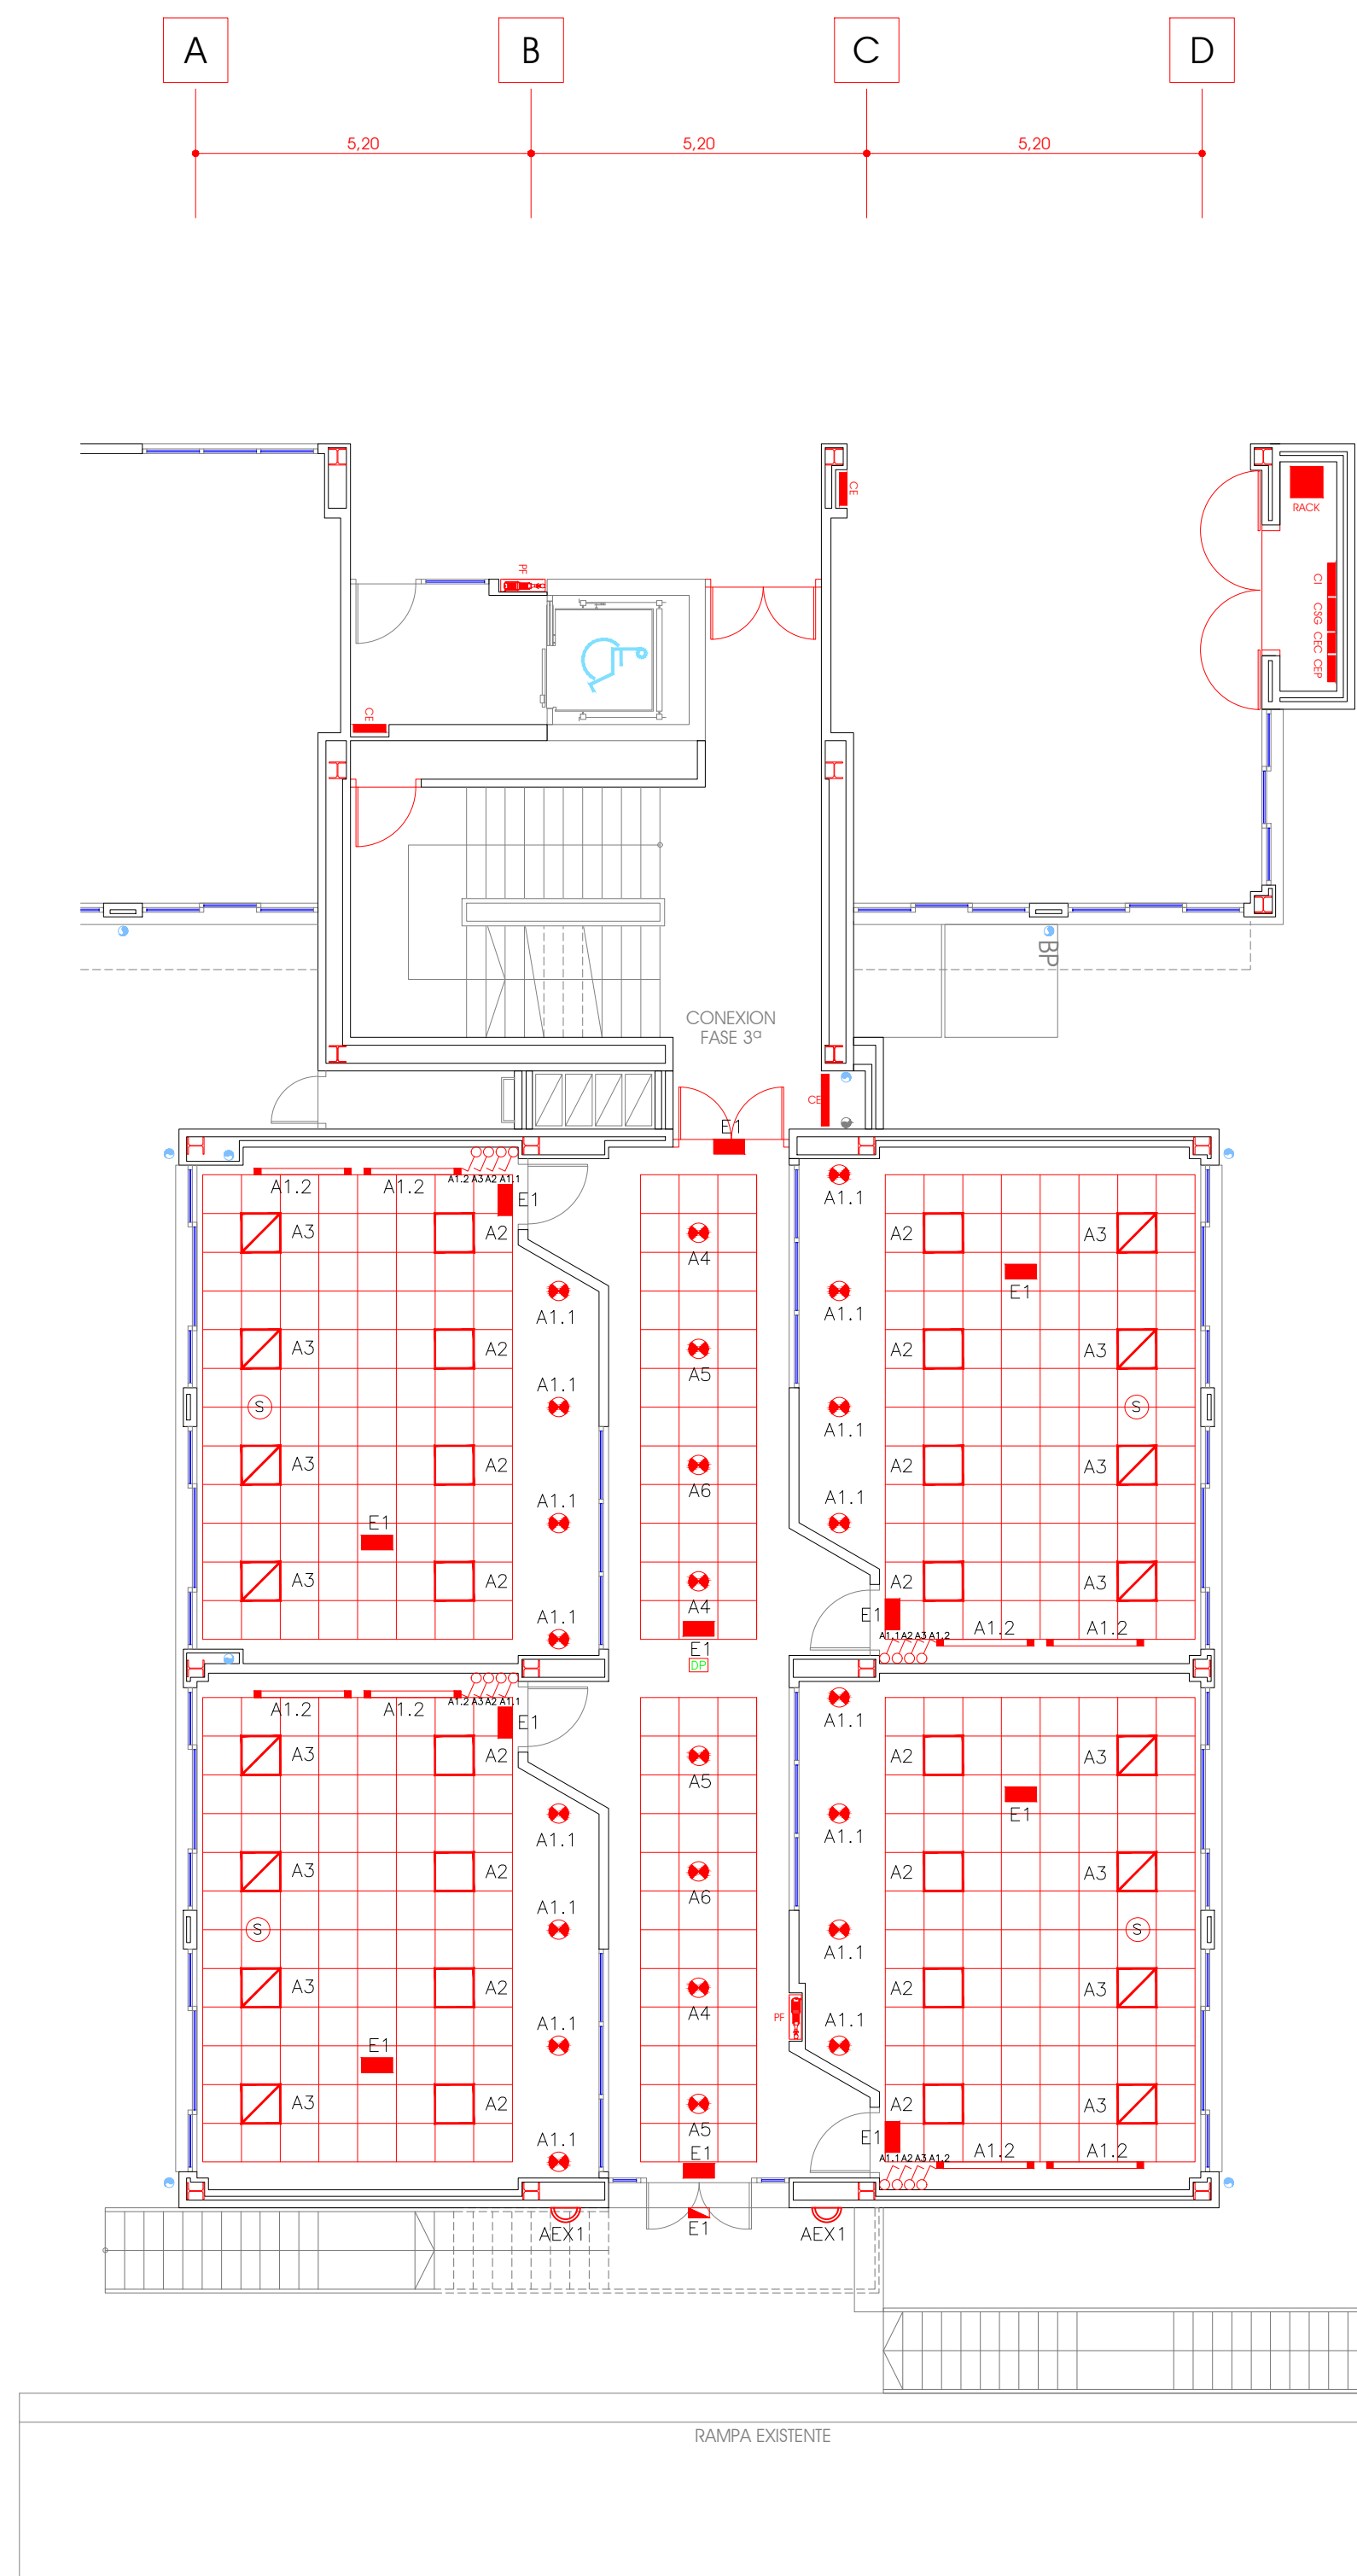 A B C D
5,20 5,20 5,20
CE
RACK
PF
CI
CSG CEC CEP
CE
BP
CONEXION
FASE 3ª
CE
E1
A1.2 A1.2 A1.2 A3 A2 A1.1
E1
A1.1
A3 A2 A4 A2 A3
E1
A1.1 A1.1
A3 A2 A5 A2 A3
A1.1
S S
A1.1
A3 A2 A6 A2 A3
A1.1 A1.1
E1
A3 A2 A2 A3
A4
A1.1 E1 A1.2 A1.2
A1.1 A2 A3 A1.2
E1
DP
A1.2 A1.2 A1.2 A3 A2 A1.1
E1
A1.1
A3 A2 A2 A3
A5
E1
A1.1 A1.1
A3 A2 A2 A3
A6
S S
A1.1 A1.1
A3 A2 A2 A3
A4
PF
A1.1 A1.1
E1
A3 A2 A2 A3
A5
A1.1 E1 E1 A1.2 A1.2
A1.1 A2 A3 A1.2
E1
AEX1 AEX1
RAMPA EXISTENTE